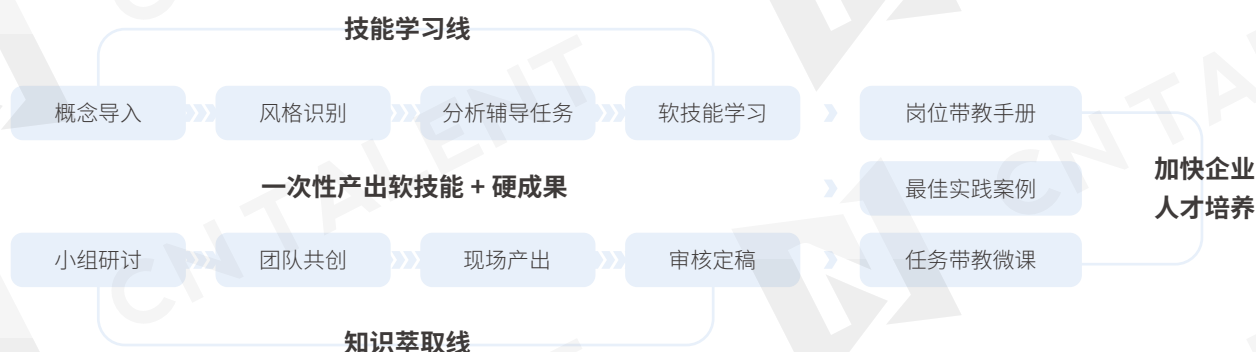 技能学习线
概念导入
风格识别
分析辅导任务
软技能学习
岗位带教手册
一次性产出软技能 + 硬成果
最佳实践案例
加快企业
人才培养
小组研讨
团队共创
现场产出
审核定稿
任务带教微课
知识萃取线
CN TALENT
CN TA